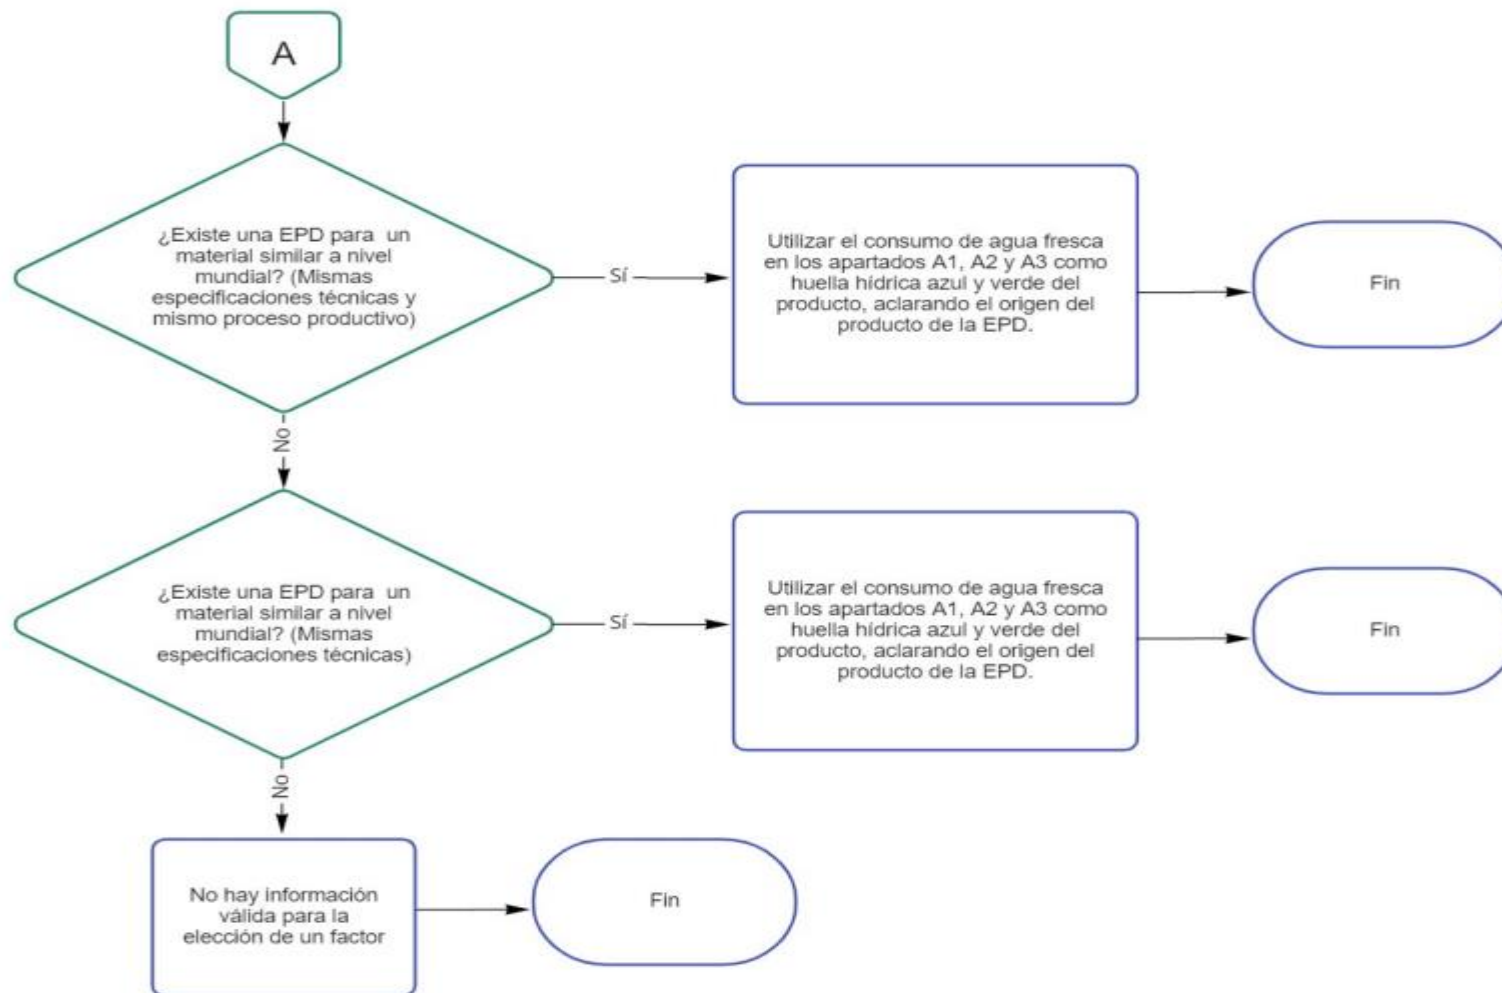 A
¿Existe una EPD para un
material similar a nivel
mundial? (Mismas
especificaciones técnicas y
mismo proceso productivo)
Sí
Utilizar el consumo de agua fresca
en los apartados A1, A2 y A3 como
huella hídrica azul y verde del
producto, aclarando el origen del
producto de la EPD.
Fin
No
¿Existe una EPD para un
material similar a nivel
mundial? (Mismas
especificaciones técnicas)
Sí
Utilizar el consumo de agua fresca
en los apartados A1, A2 y A3 como
huella hídrica azul y verde del
producto, aclarando el origen del
producto de la EPD.
Fin
No
No hay información
válida para la
elección de un factor
Fin